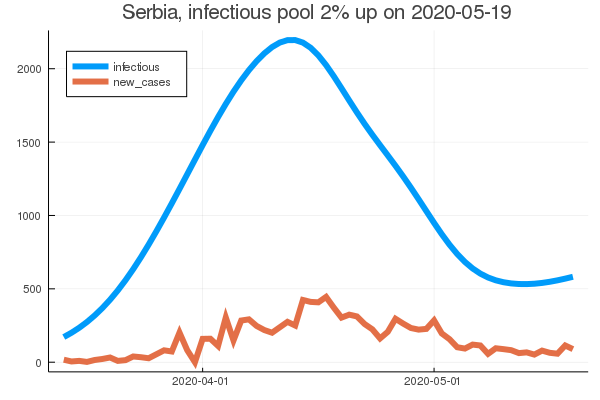 Serbia, infectious pool 2% up on 2020-05-19
infectious
new_cases
2000
1500
1000
500
0
2020-04-01
2020-05-01